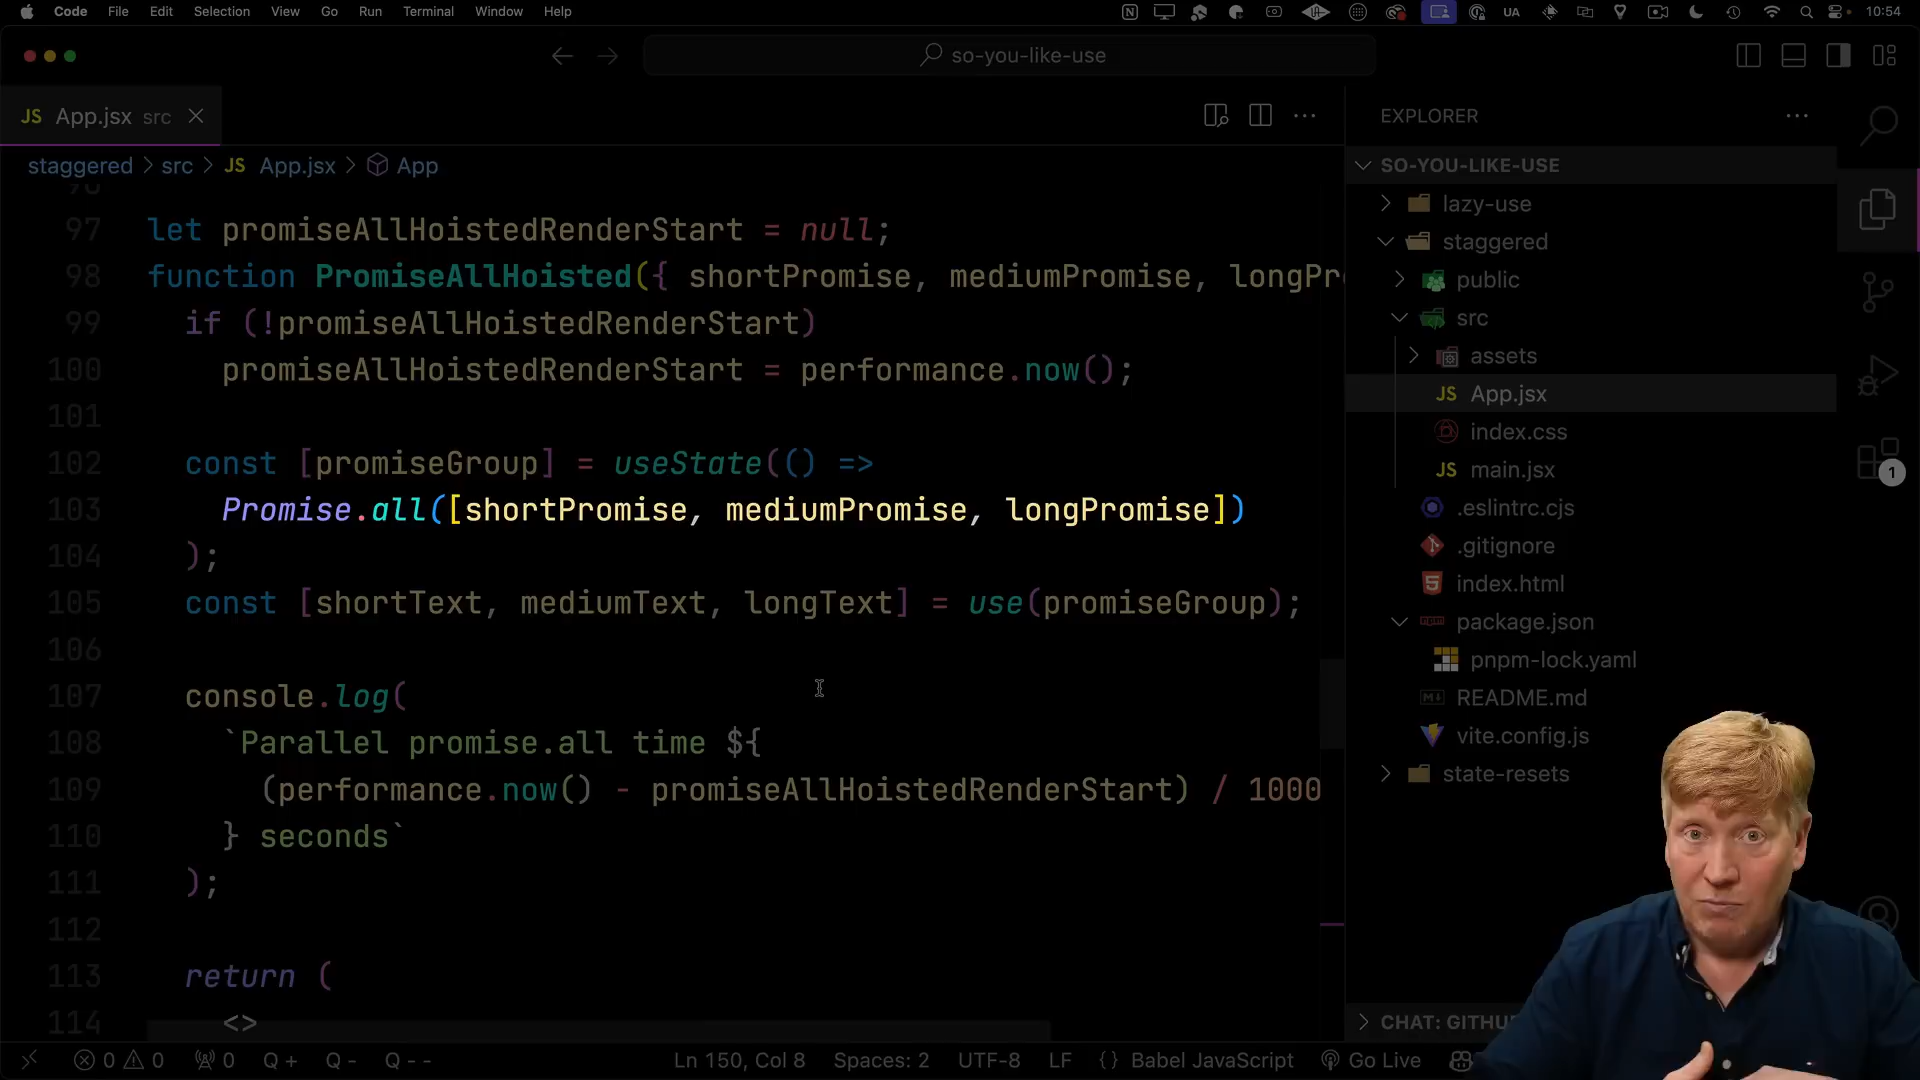 Code File Edit Selection View Go Run Terminal Window Help UA 10:54
so-you-like-use
JS App.jsx src
staggered > src > JS App.jsx > App
96
97 let promiseAllHoistedRenderStart = null;
98 function PromiseAllHoisted({ shortPromise, mediumPromise, longPr
99 if (!promiseAllHoistedRenderStart)
100 promiseAllHoistedRenderStart = performance.now();
101
102 const [promiseGroup] = useState(() =>
103 Promise.all([shortPromise, mediumPromise, longPromise])
104 );
105 const [shortText, mediumText, longText] = use(promiseGroup);
106
107 console.log(
108 `Parallel promise.all time ${
109 (performance.now() - promiseAllHoistedRenderStart) / 1000
110 } seconds`
111 );
112
113 return (
114 <>
EXPLORER
SO-YOU-LIKE-USE
lazy-use
staggered
public
src
assets
JS App.jsx
index.css
JS main.jsx
.eslintrc.cjs
.gitignore
index.html
package.json
pnpm-lock.yaml
README.md
vite.config.js
state-resets
CHAT: GITHU
1
0 0 0 Q + Q - Q -- Ln 150, Col 8 Spaces: 2 UTF-8 LF {} Babel JavaScript Go Live